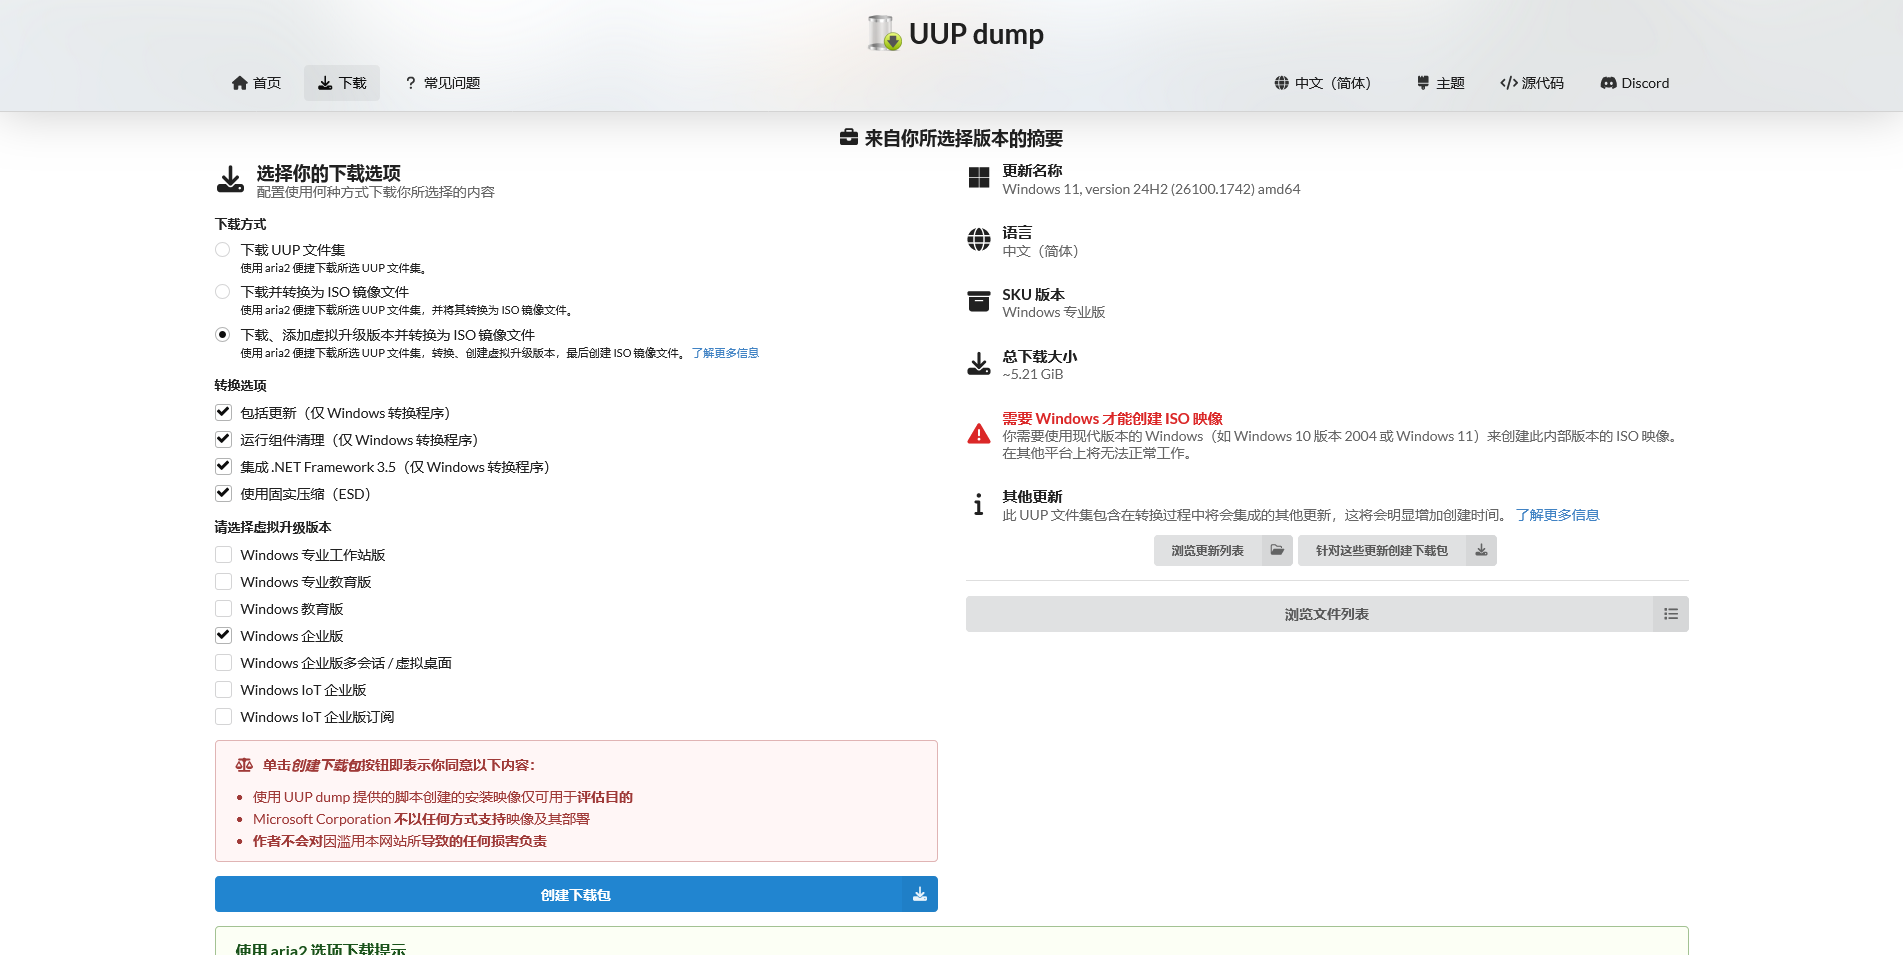 UUP dump
首页
下载
常见问题
中文（简体）
主题
源代码
Discord
来自你所选择版本的摘要
选择你的下载选项
配置使用何种方式下载你所选择的内容
下载方式
下载 UUP 文件集
使用 aria2 便捷下载所选 UUP 文件集。
下载并转换为 ISO 镜像文件
使用 aria2 便捷下载所选 UUP 文件集，并将其转换为 ISO 镜像文件。
下载、添加虚拟升级版本并转换为 ISO 镜像文件
使用 aria2 便捷下载所选 UUP 文件集，转换、创建虚拟升级版本，最后创建 ISO 镜像文件。 了解更多信息
转换选项
包括更新（仅 Windows 转换程序）
运行组件清理（仅 Windows 转换程序）
集成 .NET Framework 3.5（仅 Windows 转换程序）
使用固实压缩（ESD）
请选择虚拟升级版本
Windows 专业工作站版
Windows 专业教育版
Windows 教育版
Windows 企业版
Windows 企业版多会话 / 虚拟桌面
Windows IoT 企业版
Windows IoT 企业版订阅
单击创建下载包按钮即表示你同意以下内容：
使用 UUP dump 提供的脚本创建的安装映像仅可用于评估目的
Microsoft Corporation 不以任何方式支持映像及其部署
作者不会对因滥用本网站所导致的任何损害负责
创建下载包
更新名称
Windows 11, version 24H2 (26100.1742) amd64
语言
中文（简体）
SKU 版本
Windows 专业版
总下载大小
~5.21 GiB
需要 Windows 才能创建 ISO 映像
你需要使用现代版本的 Windows（如 Windows 10 版本 2004 或 Windows 11）来创建此内部版本的 ISO 映像。
在其他平台上将无法正常工作。
其他更新
此 UUP 文件集包含在转换过程中将会集成的其他更新，这将会明显增加创建时间。 了解更多信息
浏览更新列表
针对这些更新创建下载包
浏览文件列表
使用 aria2 选项下载提示